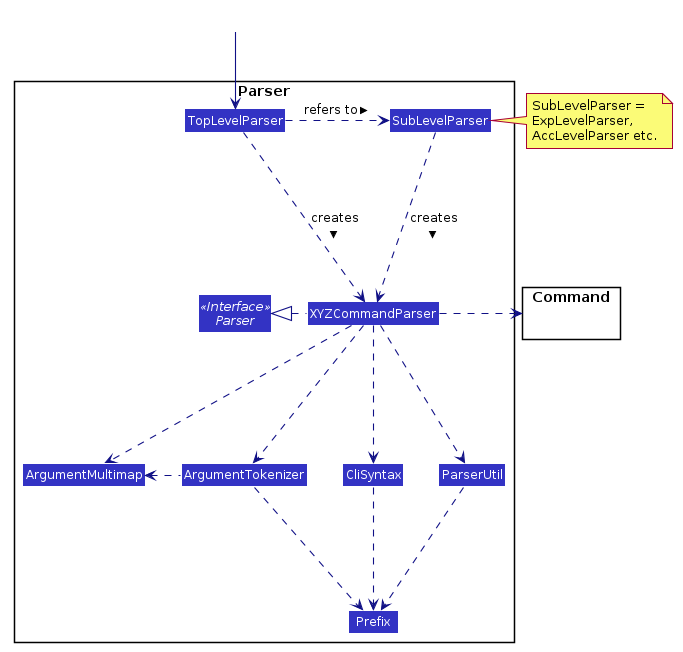 Parser
TopLevelParser
refers to ▶
SubLevelParser
SubLevelParser =
ExpLevelParser,
AccLevelParser etc.
creates
▼
creates
▼
«Interface»
Parser
XYZCommandParser
Command
ArgumentMultimap
ArgumentTokenizer
CliSyntax
ParserUtil
Prefix